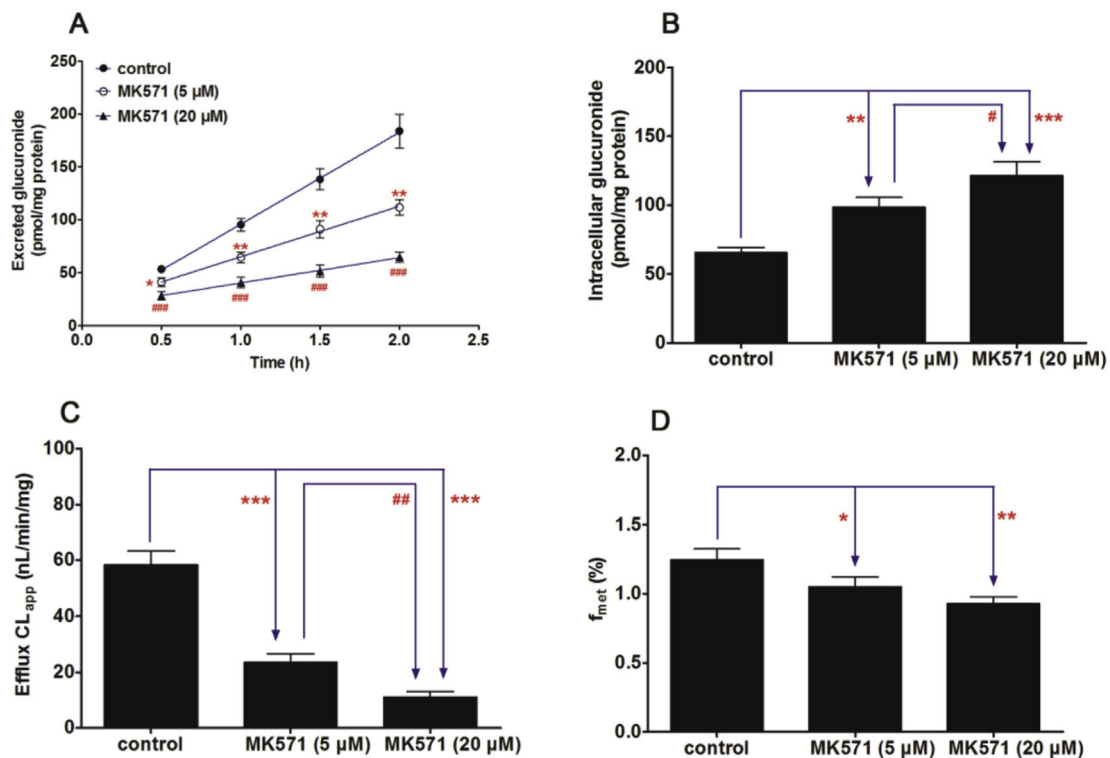 A
Excreted glucuronide
(pmol/mg protein)
250
200
150
100
50
0
control
MK571 (5 µM)
MK571 (20 µM)
*
**
**
**
###
###
###
###
0.0
0.5
1.0
1.5
2.0
2.5
Time (h)
B
Intracellular glucuronide
(pmol/mg protein)
200
150
100
50
0
**
#
***
control
MK571 (5 µM)
MK571 (20 µM)
C
Efflux CLapp (nL/min/mg)
100
80
60
40
20
0
***
##
***
control
MK571 (5 µM)
MK571 (20 µM)
D
fmet (%)
2.0
1.5
1.0
0.5
0.0
*
**
control
MK571 (5 µM)
MK571 (20 µM)